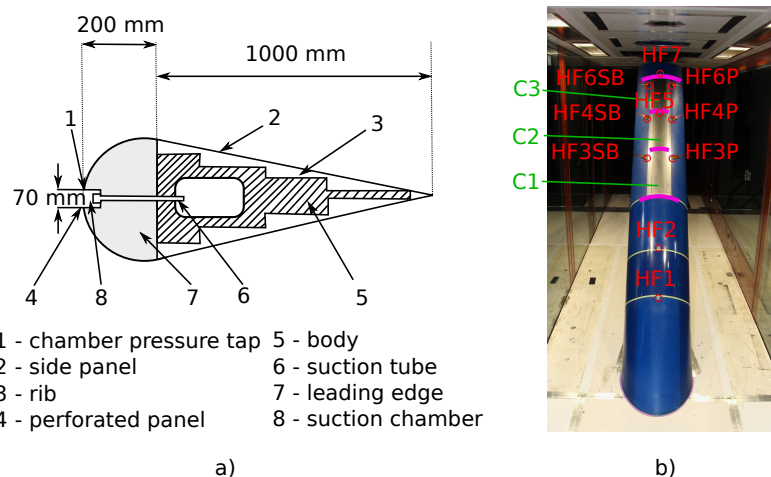 200 mm
1000 mm
1
2
3
70 mm
4
8
7
6
5
1 - chamber pressure tap
2 - side panel
3 - rib
4 - perforated panel
5 - body
6 - suction tube
7 - leading edge
8 - suction chamber
a)
HF7
HF6SB
HF6P
C3
HF5
HF4SB
HF4P
C2
HF3SB
HF3P
C1
HF2
HF1
b)